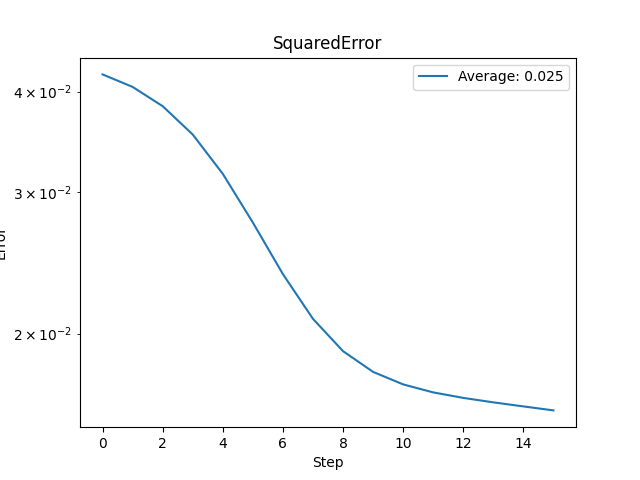 SquaredError
Average: 0.025
4 × 10⁻²
3 × 10⁻²
2 × 10⁻²
Error
0 2 4 6 8 10 12 14
Step